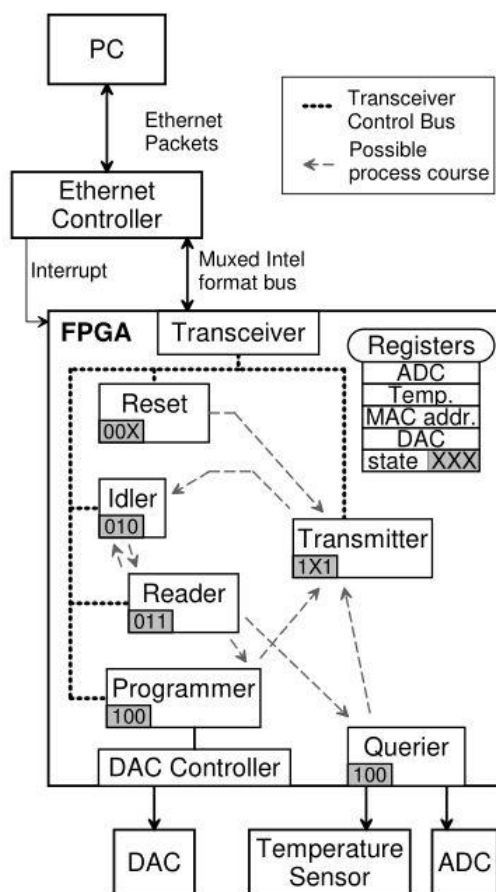 PC
Ethernet
Packets
Transceiver
Control Bus
Possible
process course
Ethernet
Controller
Interrupt
Muxed Intel
format bus
FPGA
Transceiver
Registers
ADC
Temp.
MAC addr.
DAC
state XXX
Reset
00X
Idler
010
Transmitter
1X1
Reader
011
Programmer
100
DAC Controller
Querier
100
DAC
Temperature
Sensor
ADC